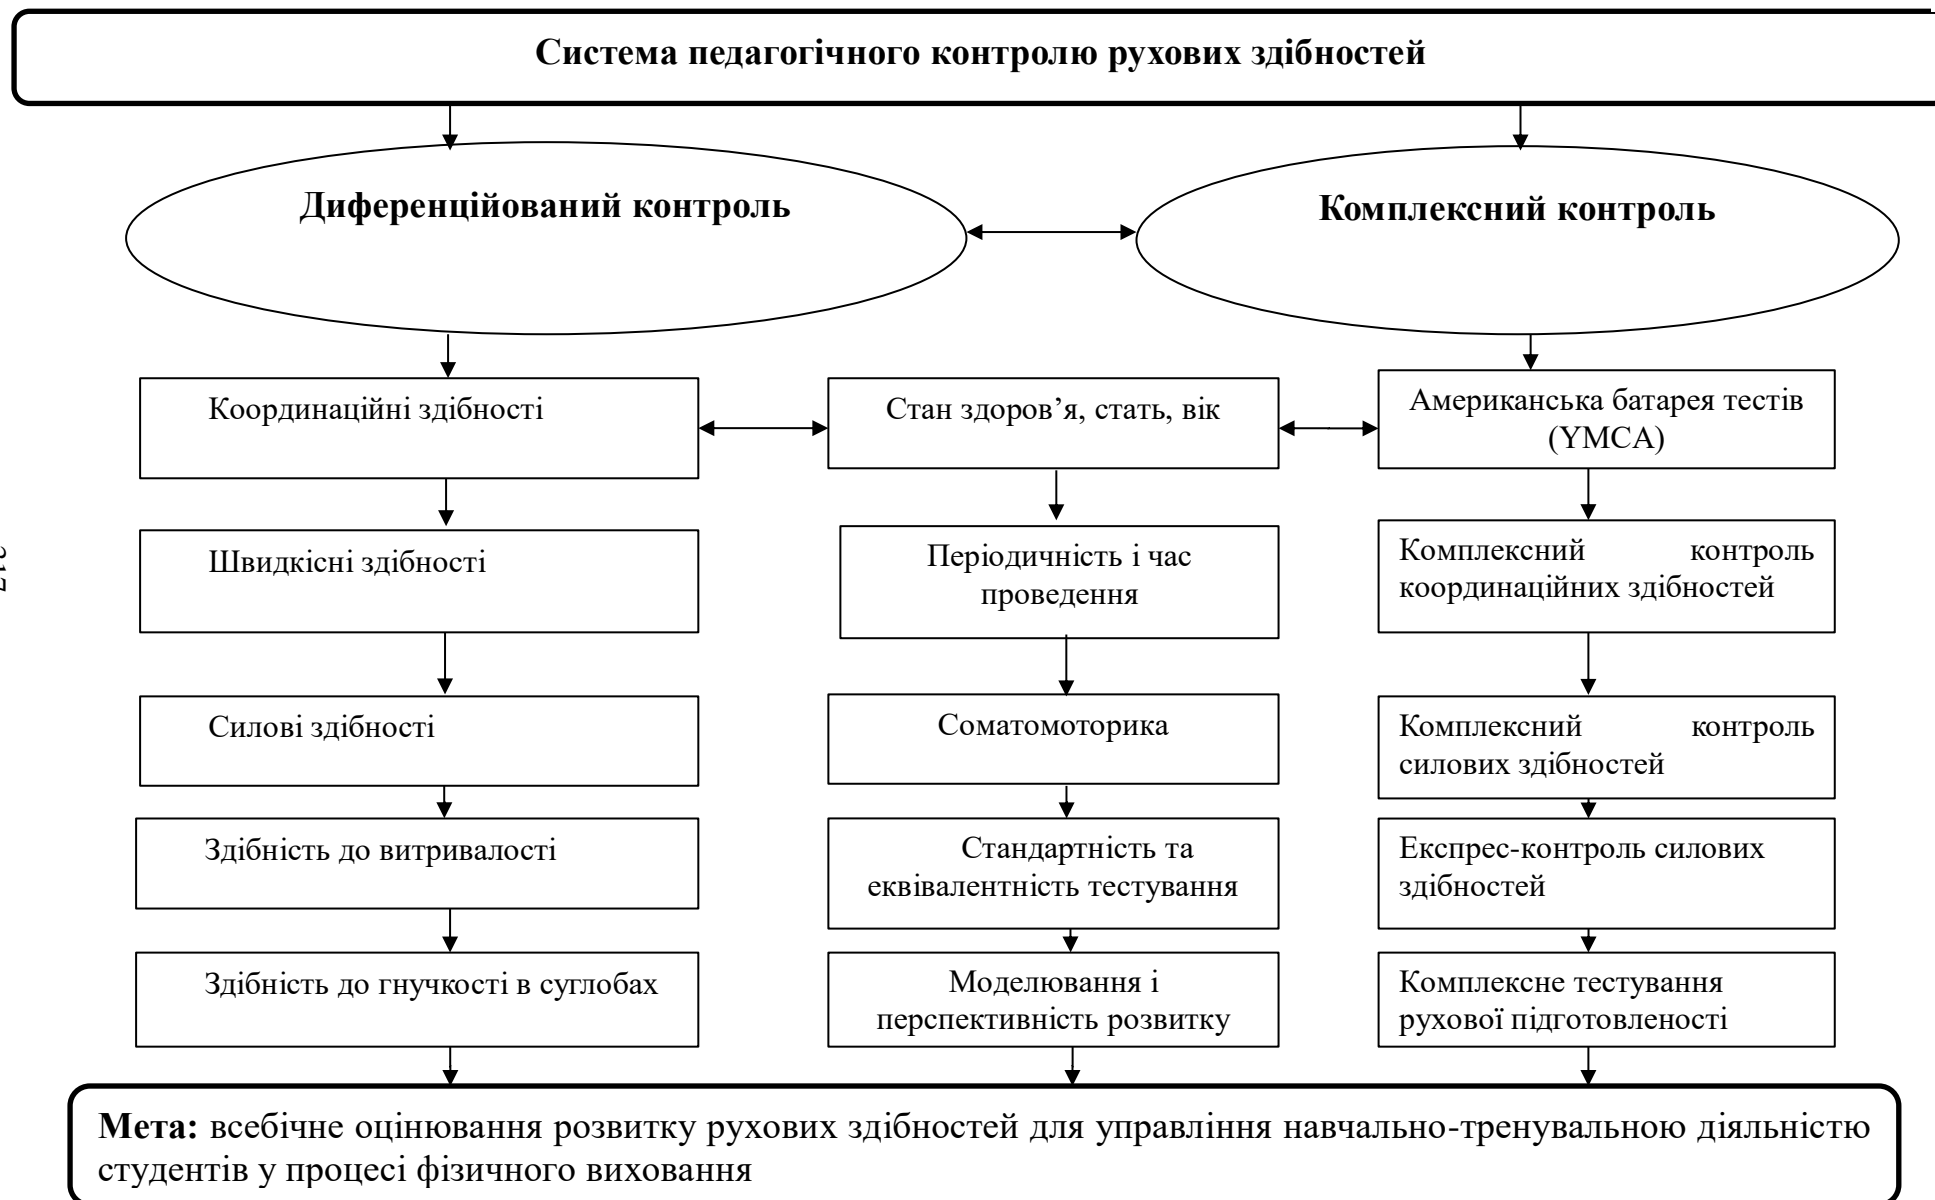 Система педагогічного контролю рухових здібностей
Диференційований контроль
Комплексний контроль
Координаційні здібності
Стан здоров’я, стать, вік
Американська батарея тестів
(YMCA)
Швидкісні здібності
Періодичність і час
проведення
Комплексний контроль
координаційних здібностей
Силові здібності
Соматомоторика
Комплексний контроль
силових здібностей
Здібність до витривалості
Стандартність та
еквівалентність тестування
Експрес-контроль силових
здібностей
Здібність до гнучкості в суглобах
Моделювання і
перспективність розвитку
Комплексне тестування
рухової підготовленості
Мета: всебічне оцінювання розвитку рухових здібностей для управління навчально-тренувальною діяльністю
студентів у процесі фізичного виховання